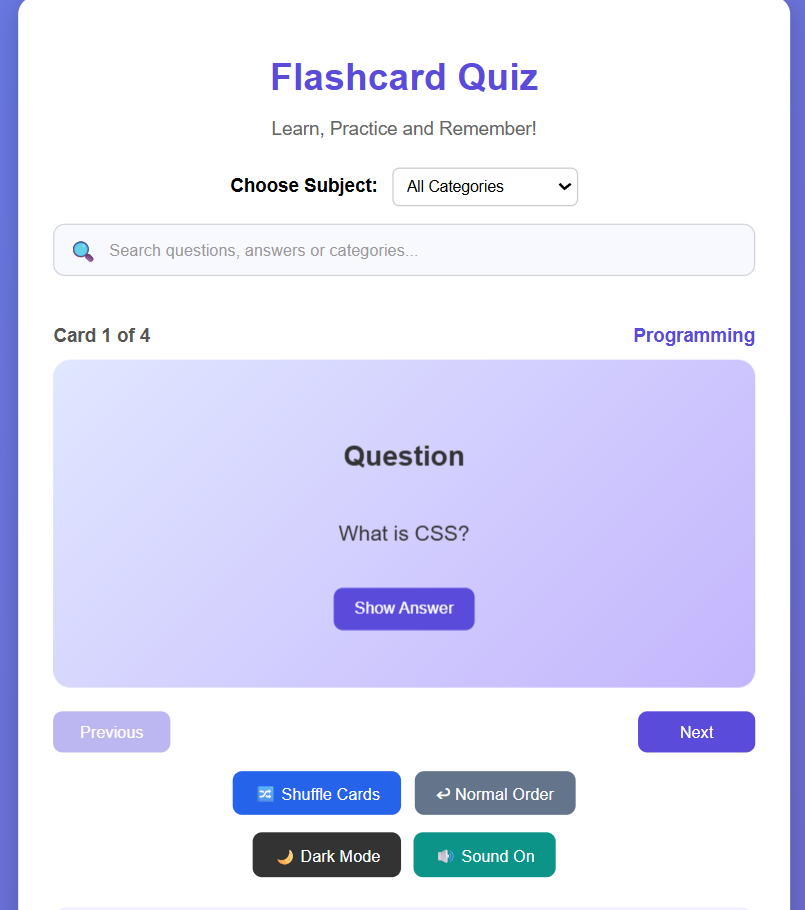 Flashcard Quiz
Learn, Practice and Remember!
Choose Subject: All Categories
Search questions, answers or categories...
Card 1 of 4 Programming
Question
What is CSS?
Show Answer
Previous Next
Shuffle Cards Normal Order
Dark Mode Sound On